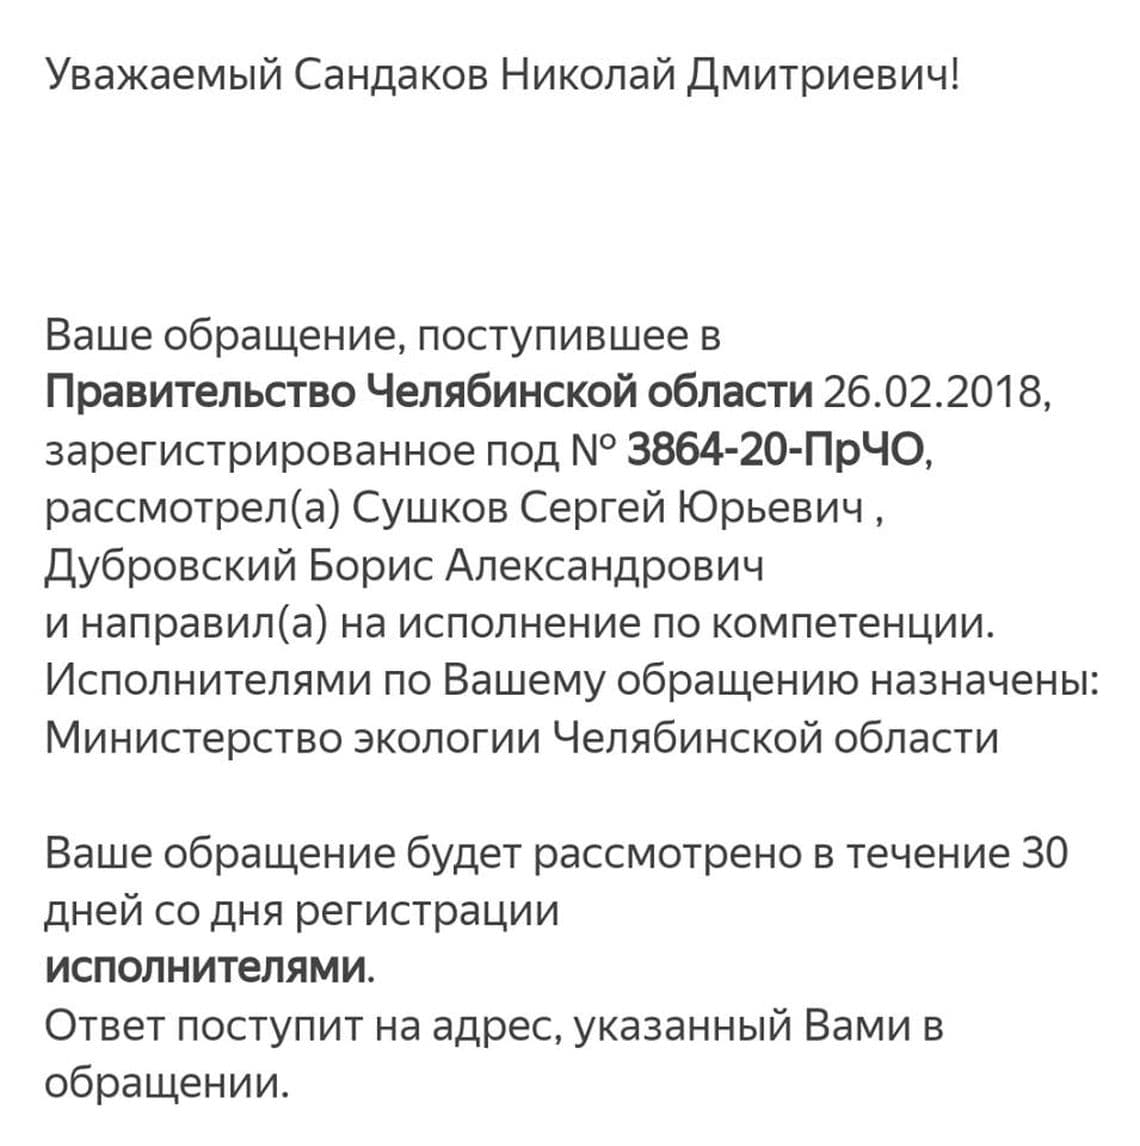 Уважаемый Сандаков Николай Дмитриевич!
Ваше обращение, поступившее в
Правительство Челябинской области 26.02.2018,
зарегистрированное под № 3864-20-ПрЧО,
рассмотрел(а) Сушков Сергей Юрьевич ,
Дубровский Борис Александрович
и направил(а) на исполнение по компетенции.
Исполнителями по Вашему обращению назначены:
Министерство экологии Челябинской области
Ваше обращение будет рассмотрено в течение 30
дней со дня регистрации
исполнителями.
Ответ поступит на адрес, указанный Вами в
обращении.